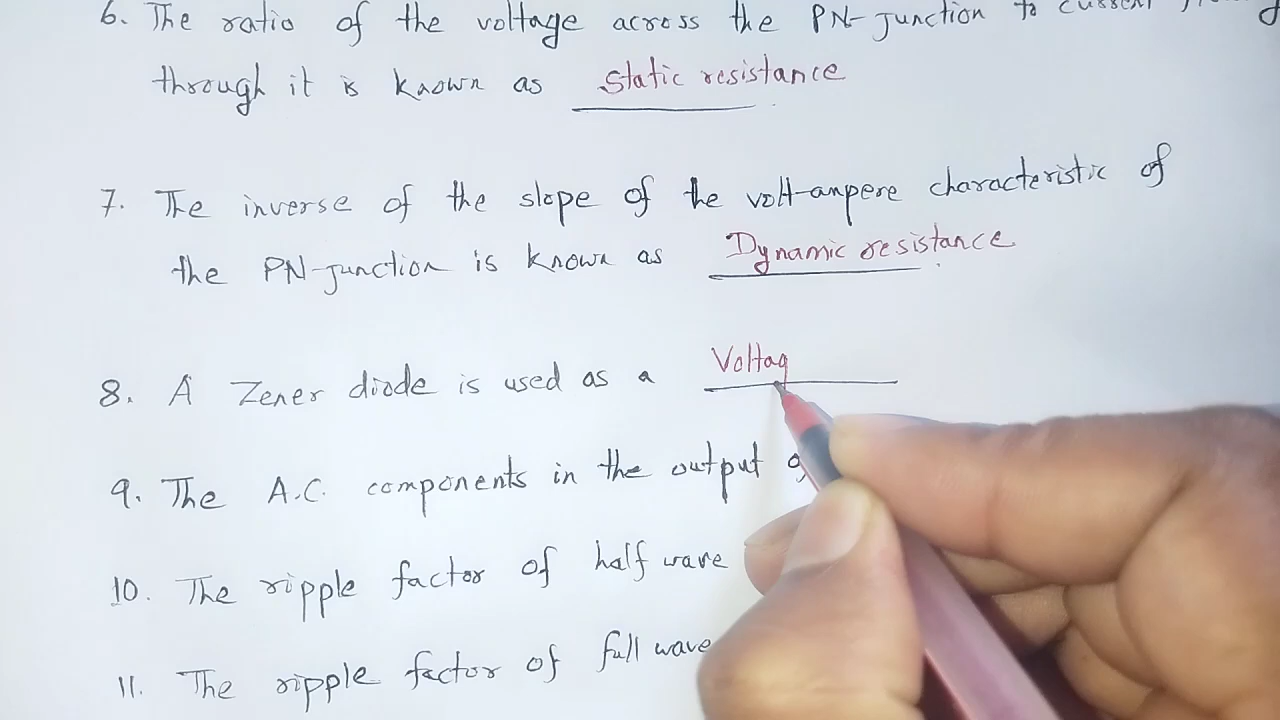 6. The ratio of the voltage across the PN-junction to current
through it is known as Static resistance
7. The inverse of the slope of the volt-ampere characteristic of
the PN-junction is known as Dynamic resistance
8. A Zener diode is used as a Voltag
9. The A.C. components in the output
10. The ripple factor of half wave
11. The ripple factor of full wave